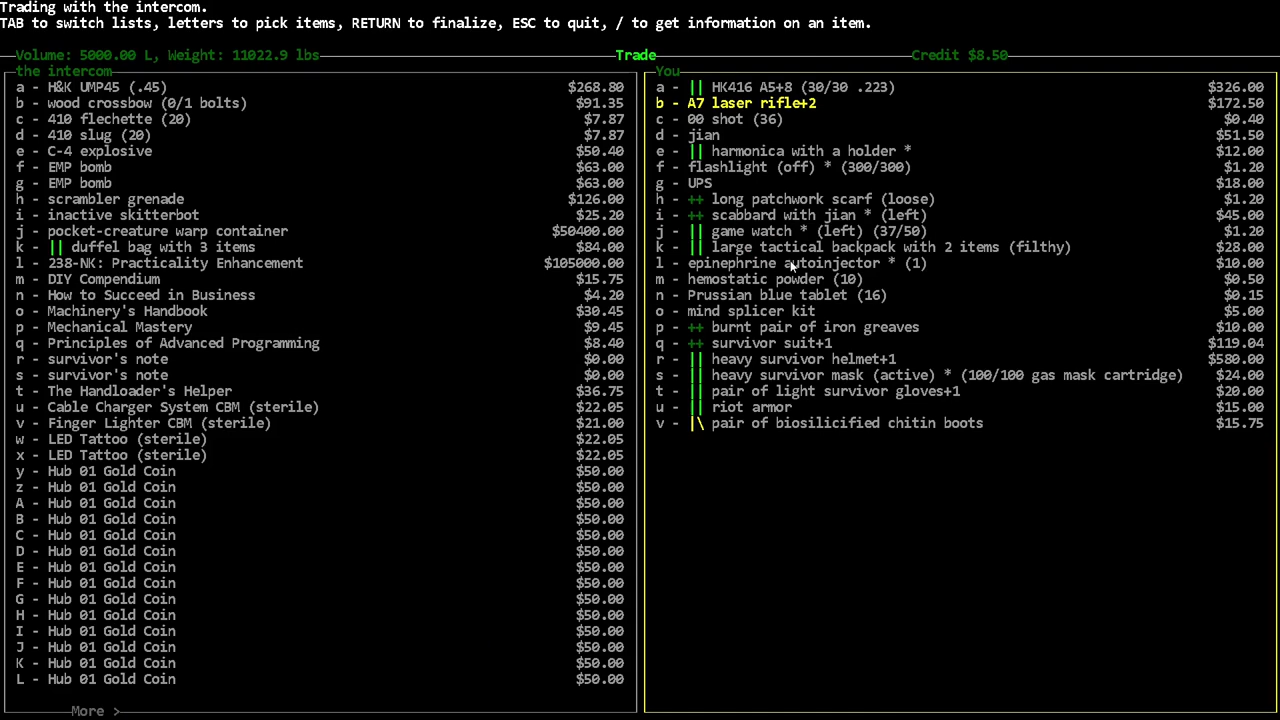 Trading with the intercom.
TAB to switch lists, letters to pick items, RETURN to finalize, ESC to quit, / to get information on an item.
Volume: 5000.00 L, Weight: 11022.9 lbs Trade Credit $8.50
the intercom
a - H&K UMP45 (.45) $268.80
b - wood crossbow (0/1 bolts) $91.35
c - 410 flechette (20) $7.87
d - 410 slug (20) $7.87
e - C-4 explosive $50.40
f - EMP bomb $63.00
g - EMP bomb $63.00
h - scrambler grenade $126.00
i - inactive skitterbot $25.20
j - pocket-creature warp container $50400.00
k - || duffel bag with 3 items $84.00
l - 238-NK: Practicality Enhancement $105000.00
m - DIY Compendium $15.75
n - How to Succeed in Business $4.20
o - Machinery's Handbook $30.45
p - Mechanical Mastery $9.45
q - Principles of Advanced Programming $8.40
r - survivor's note $0.00
s - survivor's note $0.00
t - The Handloader's Helper $36.75
u - Cable Charger System CBM (sterile) $22.05
v - Finger Lighter CBM (sterile) $21.00
w - LED Tattoo (sterile) $22.05
x - LED Tattoo (sterile) $22.05
y - Hub 01 Gold Coin $50.00
z - Hub 01 Gold Coin $50.00
A - Hub 01 Gold Coin $50.00
B - Hub 01 Gold Coin $50.00
C - Hub 01 Gold Coin $50.00
D - Hub 01 Gold Coin $50.00
E - Hub 01 Gold Coin $50.00
F - Hub 01 Gold Coin $50.00
G - Hub 01 Gold Coin $50.00
H - Hub 01 Gold Coin $50.00
I - Hub 01 Gold Coin $50.00
J - Hub 01 Gold Coin $50.00
K - Hub 01 Gold Coin $50.00
L - Hub 01 Gold Coin $50.00
More >
You
a - || HK416 A5+8 (30/30 .223) $326.00
b - A7 laser rifle+2 $172.50
c - 00 shot (36) $0.40
d - jian $51.50
e - || harmonica with a holder * $12.00
f - flashlight (off) * (300/300) $1.20
g - UPS $18.00
h - ++ long patchwork scarf (loose) $1.20
i - ++ scabbard with jian * (left) $45.00
j - || game watch * (left) (37/50) $1.20
k - || large tactical backpack with 2 items (filthy) $28.00
l - epinephrine autoinjector * (1) $10.00
m - hemostatic powder (10) $0.50
n - Prussian blue tablet (16) $0.15
o - mind splicer kit $5.00
p - ++ burnt pair of iron greaves $10.00
q - ++ survivor suit+1 $119.04
r - || heavy survivor helmet+1 $580.00
s - || heavy survivor mask (active) * (100/100 gas mask cartridge) $24.00
t - || pair of light survivor gloves+1 $20.00
u - || riot armor $15.00
v - |\ pair of biosilicified chitin boots $15.75